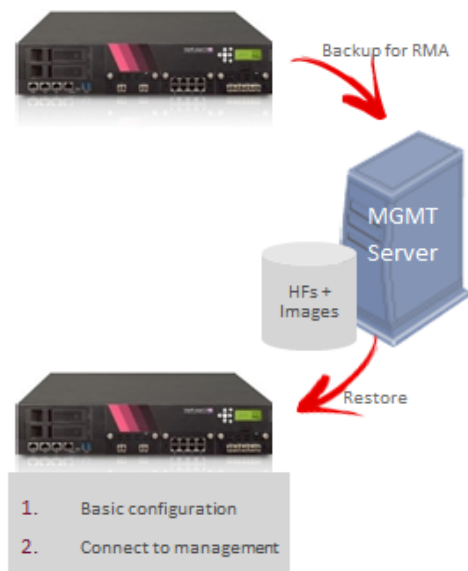 Backup for RMA
MGMT
Server
HFs +
Images
Restore
1. Basic configuration
2. Connect to management